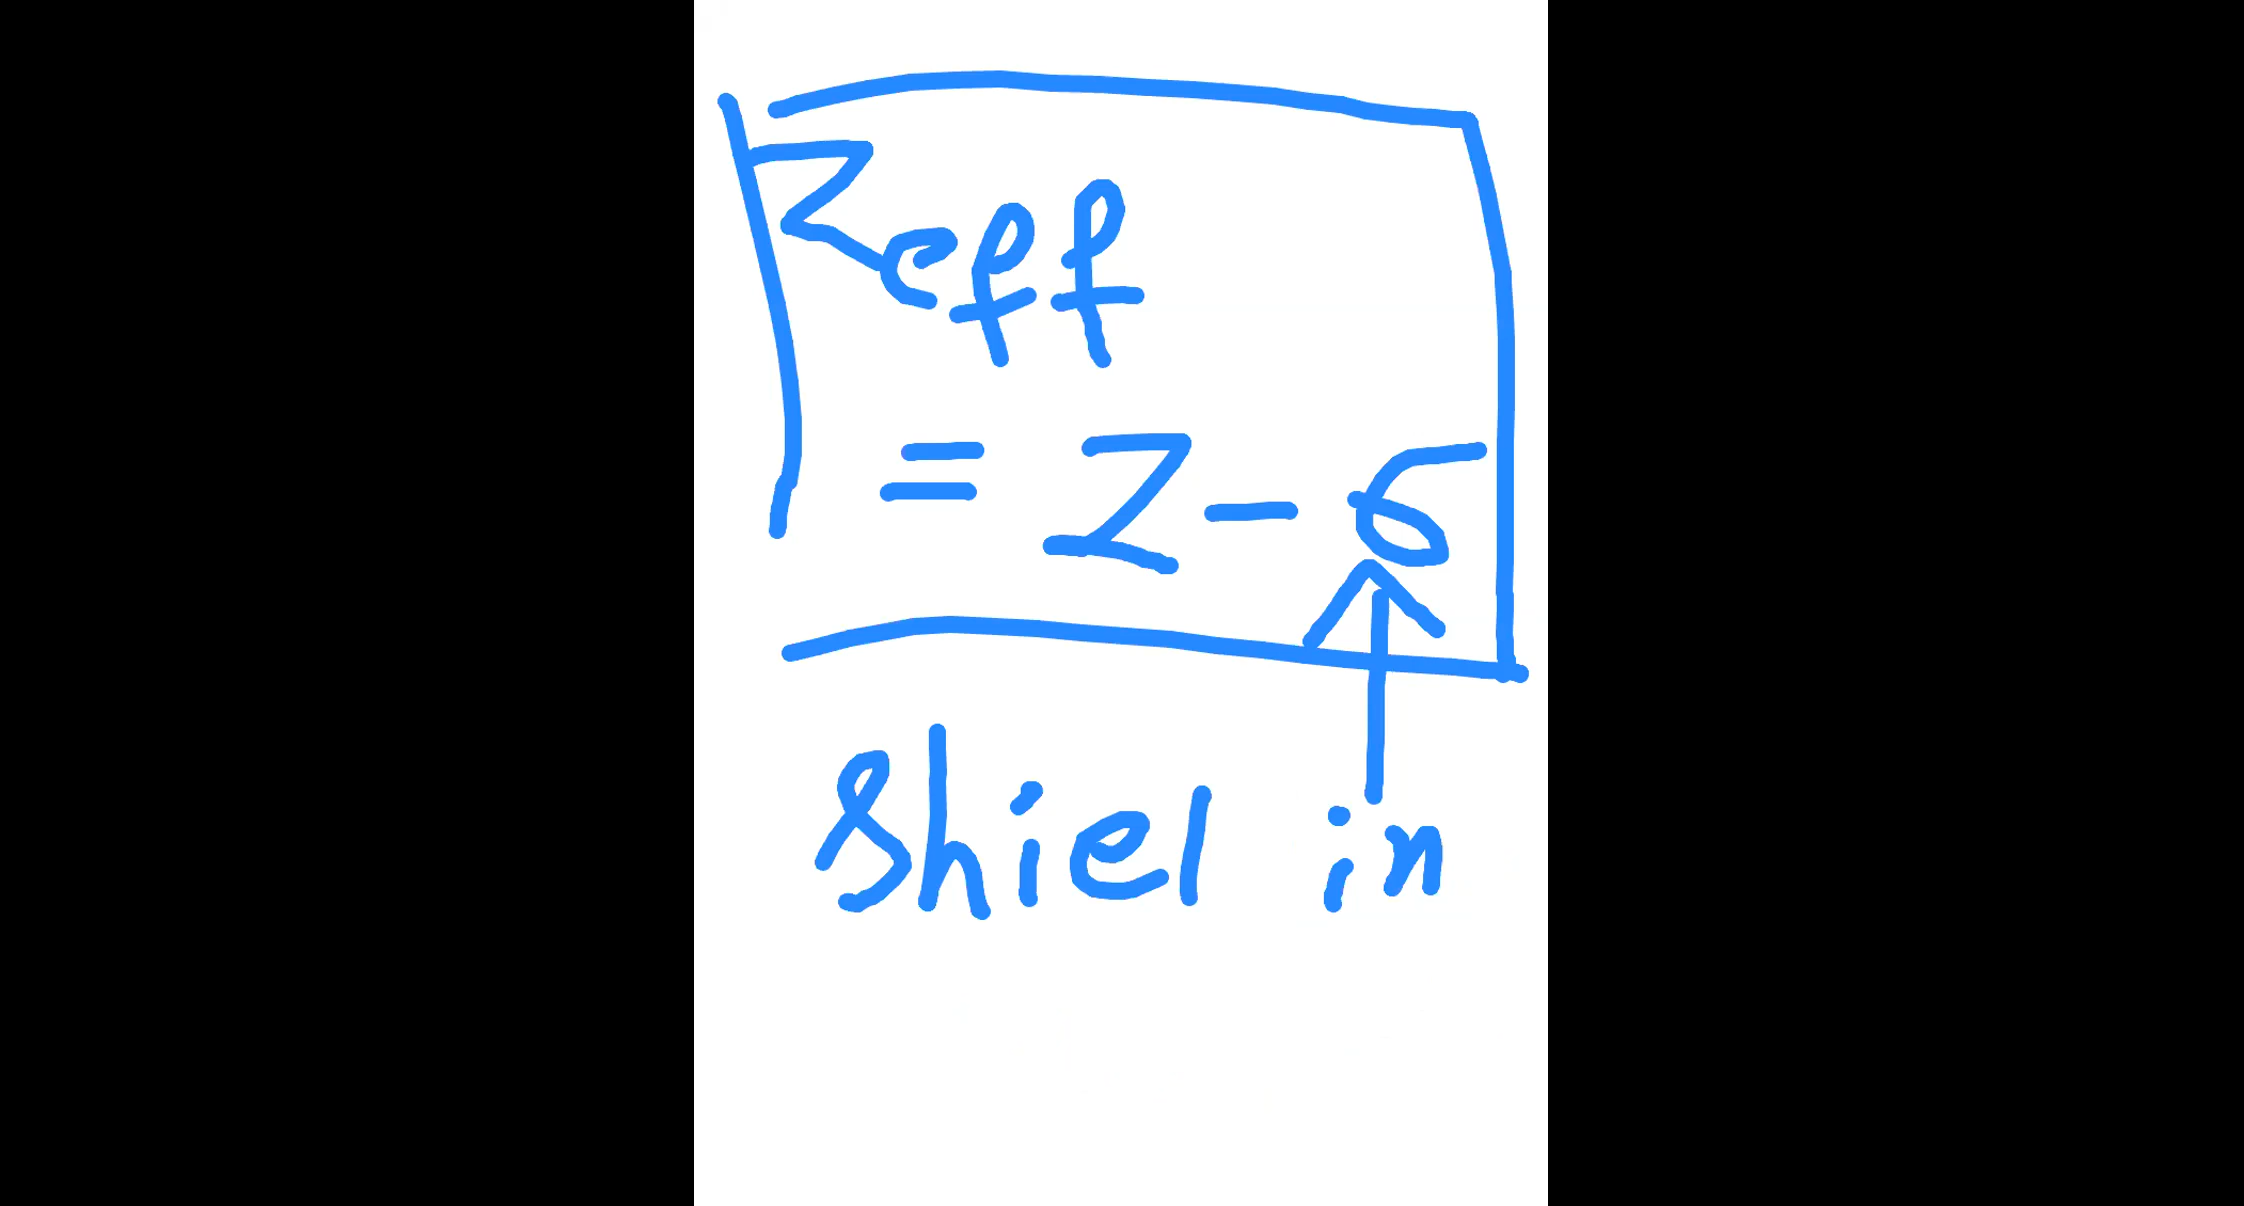 Zeff
= Z - σ
Shiel in